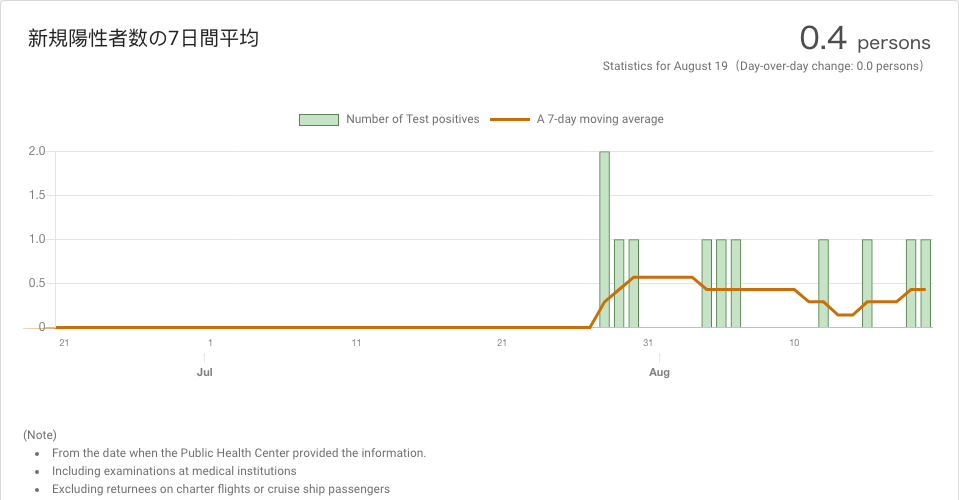 新規陽性者数の7日間平均
0.4 persons
Statistics for August 19（Day-over-day change: 0.0 persons）
Number of Test positives A 7-day moving average
2.0
1.5
1.0
0.5
0
21 1 11 21 31 10
Jul Aug
(Note)
From the date when the Public Health Center provided the information.
Including examinations at medical institutions
Excluding returnees on charter flights or cruise ship passengers